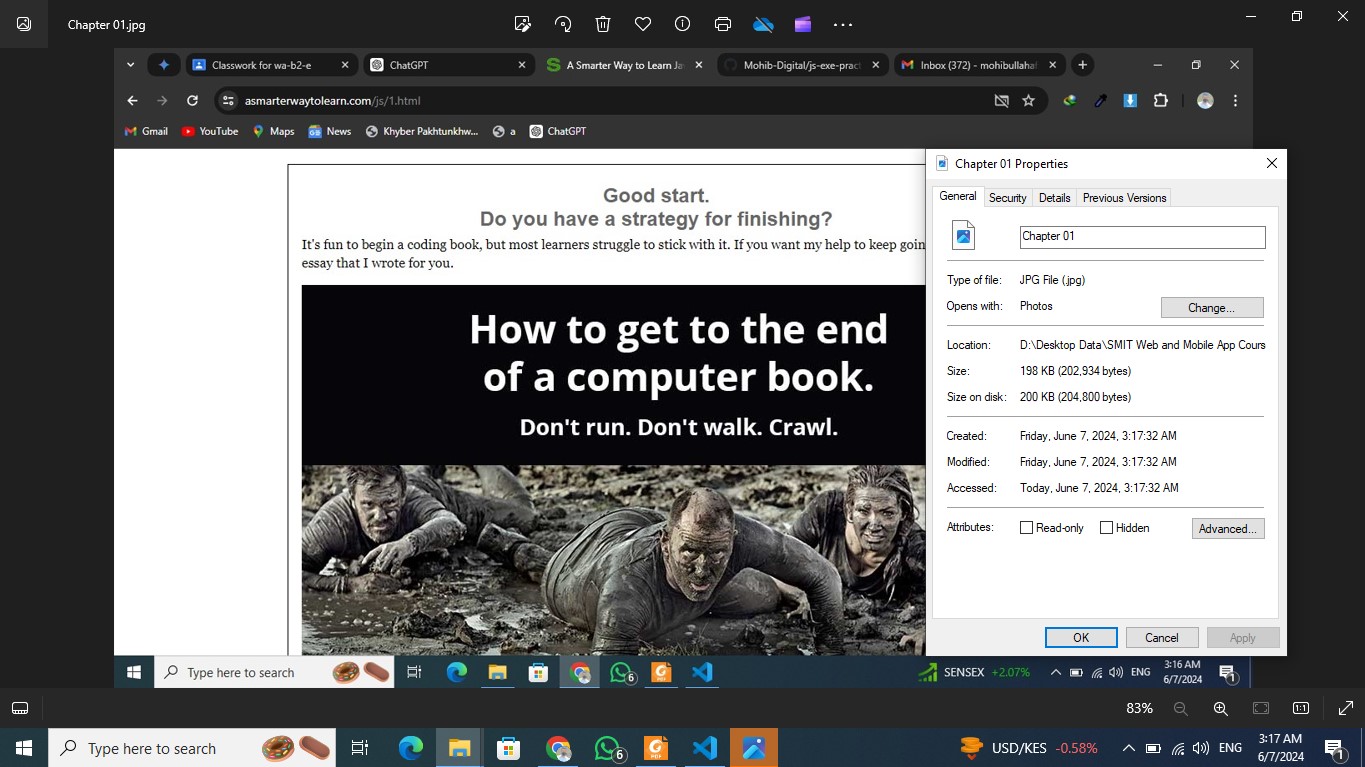 Chapter 01.jpg
Classwork for wa-b2-e
ChatGPT
A Smarter Way to Learn Ja
Mohib-Digital/js-exe-prac
Inbox (372) - mohibullahaf
asmarterwaytolearn.com/js/1.html
Gmail
YouTube
Maps
News
Khyber Pakhtunkhw...
a
ChatGPT
Good start.
Do you have a strategy for finishing?
It's fun to begin a coding book, but most learners struggle to stick with it. If you want my help to keep goin
essay that I wrote for you.
How to get to the end
of a computer book.
Don't run. Don't walk. Crawl.
Chapter 01 Properties
General Security Details Previous Versions
Chapter 01
Type of file: JPG File (.jpg)
Opens with: Photos Change...
Location: D:\Desktop Data\SMIT Web and Mobile App Cours
Size: 198 KB (202,934 bytes)
Size on disk: 200 KB (204,800 bytes)
Created: Friday, June 7, 2024, 3:17:32 AM
Modified: Friday, June 7, 2024, 3:17:32 AM
Accessed: Today, June 7, 2024, 3:17:32 AM
Attributes: Read-only Hidden Advanced...
OK Cancel Apply
Type here to search
6
SENSEX +2.07%
ENG
3:16 AM
6/7/2024
1
83%
1:1
Type here to search
6
USD/KES -0.58%
ENG
3:17 AM
6/7/2024
1